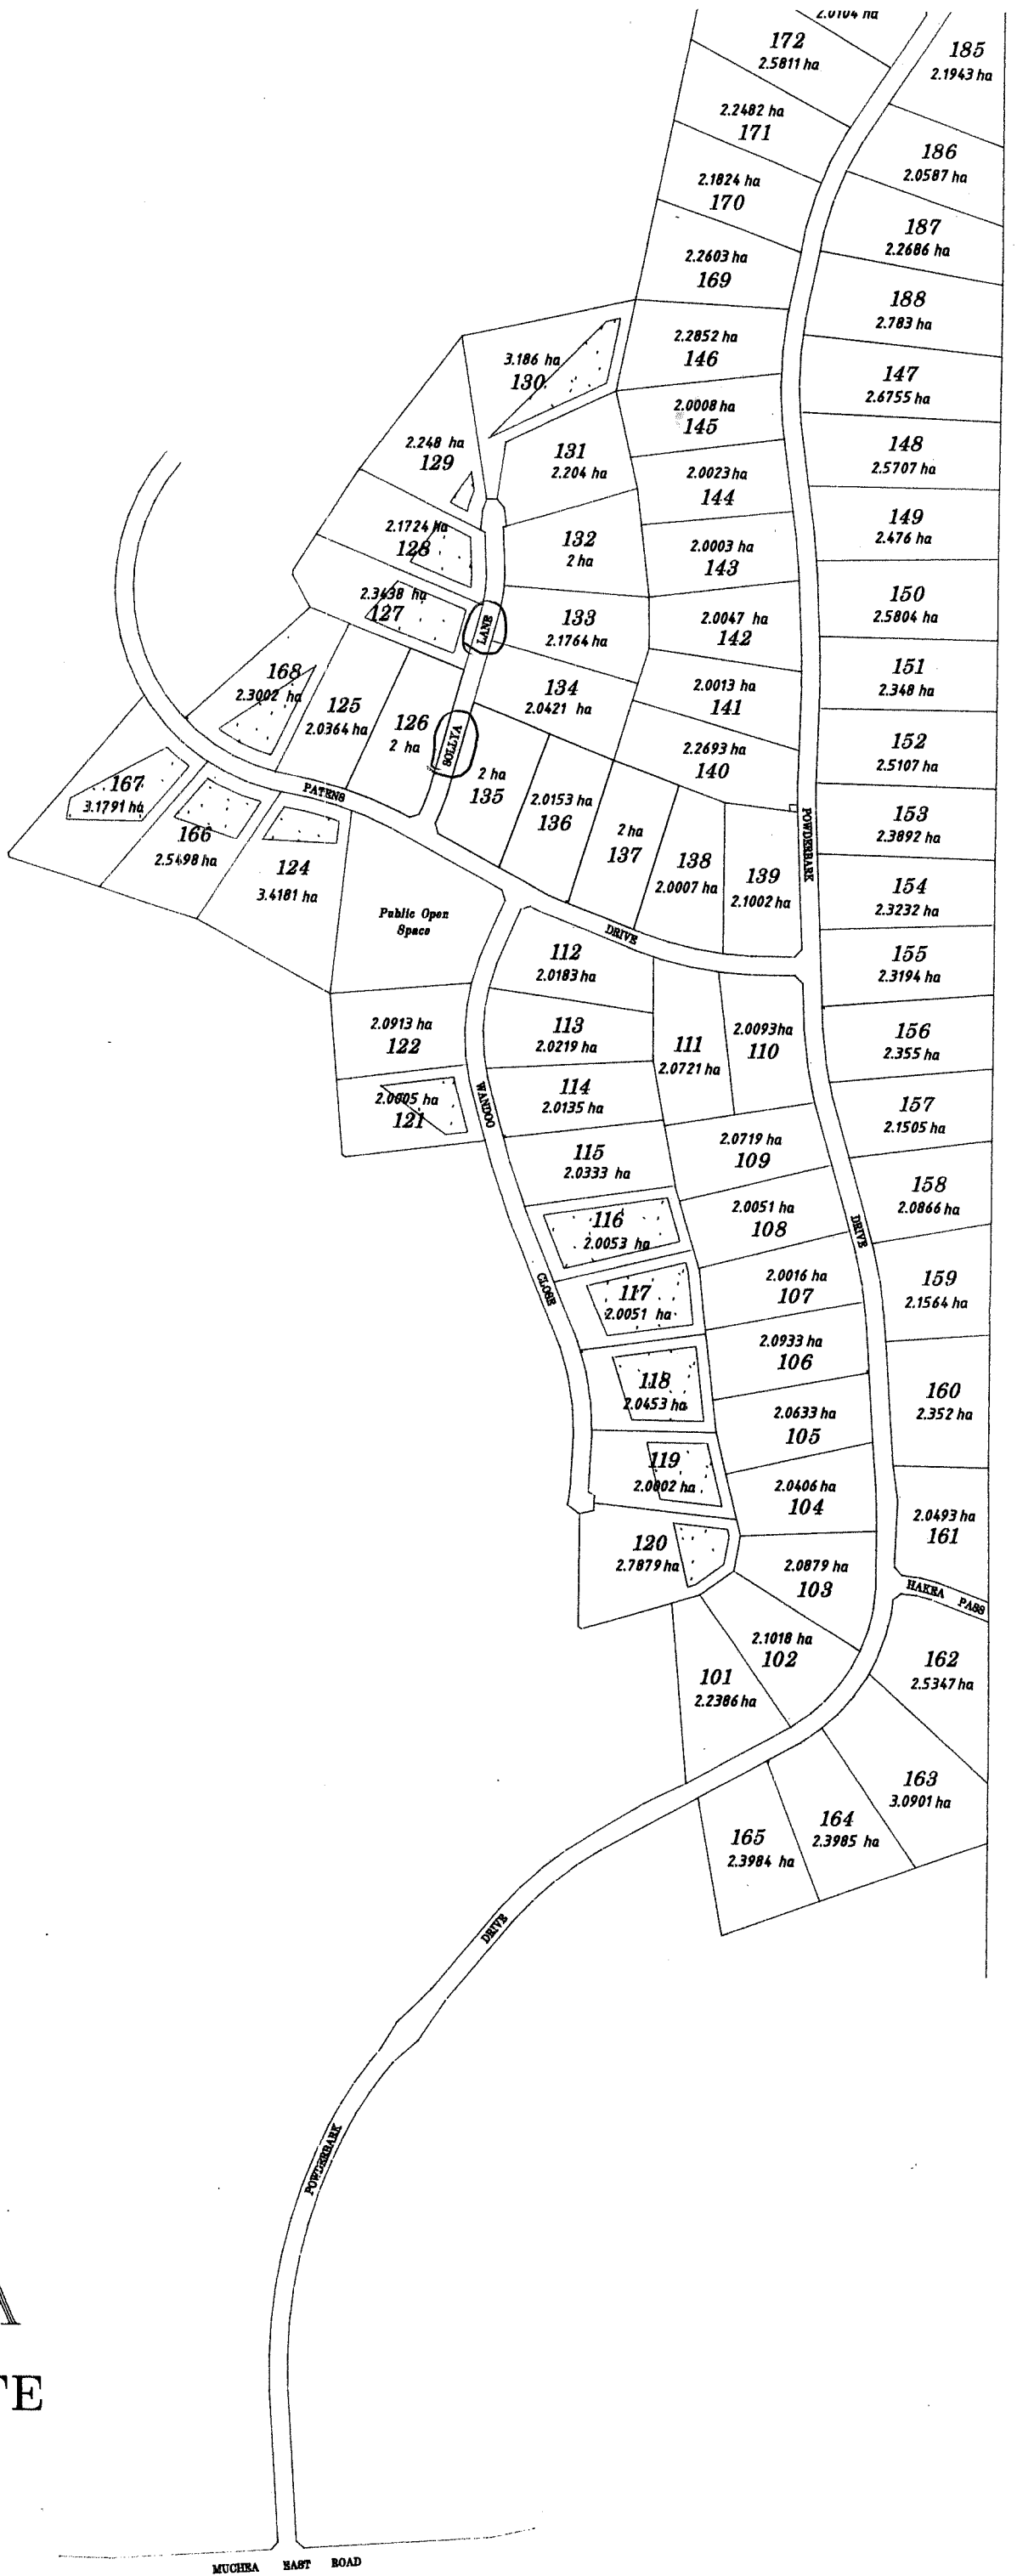 2.0104 ha
172
2.5811 ha
185
2.1943 ha
2.2482 ha
171
186
2.0587 ha
2.1824 ha
170
187
2.2686 ha
2.2603 ha
169
188
2.783 ha
2.2852 ha
146
3.186 ha
130
147
2.6755 ha
2.0008 ha
145
2.248 ha
129
131
2.204 ha
148
2.5707 ha
2.0023 ha
144
2.1724 ha
128
132
2 ha
149
2.476 ha
2.0003 ha
143
2.3438 ha
127
LANE
133
2.1764 ha
150
2.5804 ha
2.0047 ha
142
168
2.3002 ha
125
2.0364 ha
126
2 ha
SOLLYA
134
2.0421 ha
2.0013 ha
141
151
2.348 ha
2.2693 ha
140
152
2.5107 ha
167
3.1791 ha
PATENS
2 ha
135
2.0153 ha
136
2 ha
137
138
2.0007 ha
139
2.1002 ha
POWDERBARK
153
2.3892 ha
166
2.5498 ha
124
3.4181 ha
154
2.3232 ha
Public Open
Space
DRIVE
112
2.0183 ha
155
2.3194 ha
2.0913 ha
122
113
2.0219 ha
111
2.0721 ha
2.0093 ha
110
156
2.355 ha
2.0005 ha
121
WANDOO
114
2.0135 ha
157
2.1505 ha
115
2.0333 ha
2.0719 ha
109
158
2.0866 ha
116
2.0053 ha
2.0051 ha
108
DRIVE
CLOSE
117
2.0051 ha
2.0016 ha
107
159
2.1564 ha
118
2.0453 ha
2.0933 ha
106
160
2.352 ha
2.0633 ha
105
119
2.0002 ha
2.0406 ha
104
2.0493 ha
161
120
2.7879 ha
2.0879 ha
103
HAKEA PASS
2.1018 ha
102
101
2.2386 ha
162
2.5347 ha
163
3.0901 ha
164
2.3985 ha
165
2.3984 ha
DRIVE
POWDERBARK
A
TE
MUCHEA EAST ROAD